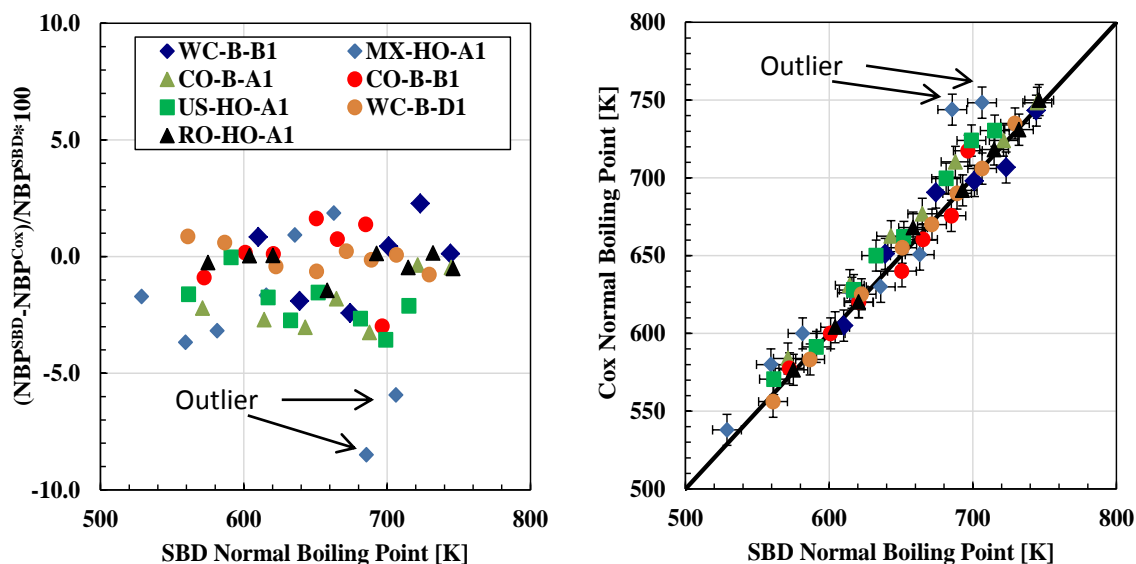 10.0
5.0
0.0
-5.0
-10.0
(NBPSBD-NBPCox)/NBPSBD*100
WC-B-B1 MX-HO-A1
CO-B-A1 CO-B-B1
US-HO-A1 WC-B-D1
RO-HO-A1
Outlier
500 600 700 800
SBD Normal Boiling Point [K]
800
750
700
650
600
550
500
Cox Normal Boiling Point [K]
Outlier
500 600 700 800
SBD Normal Boiling Point [K]